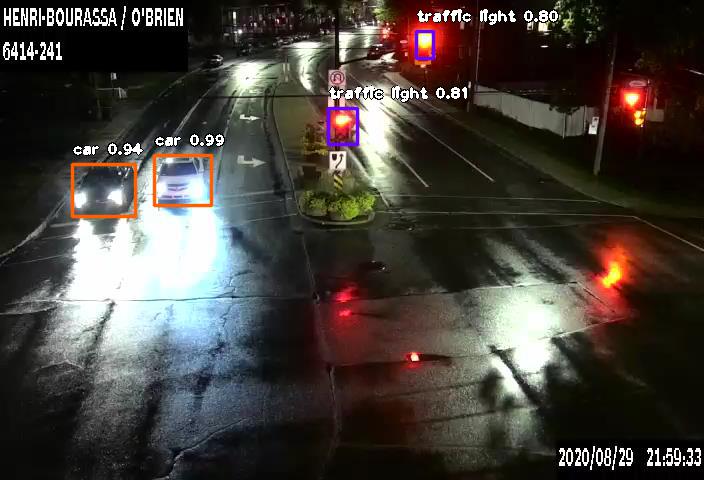 HENRI-BOURASSA / O'BRIEN
6414-241
traffic light 0.80
traffic light 0.81
car 0.94
car 0.99
2020/08/29 21:59:33